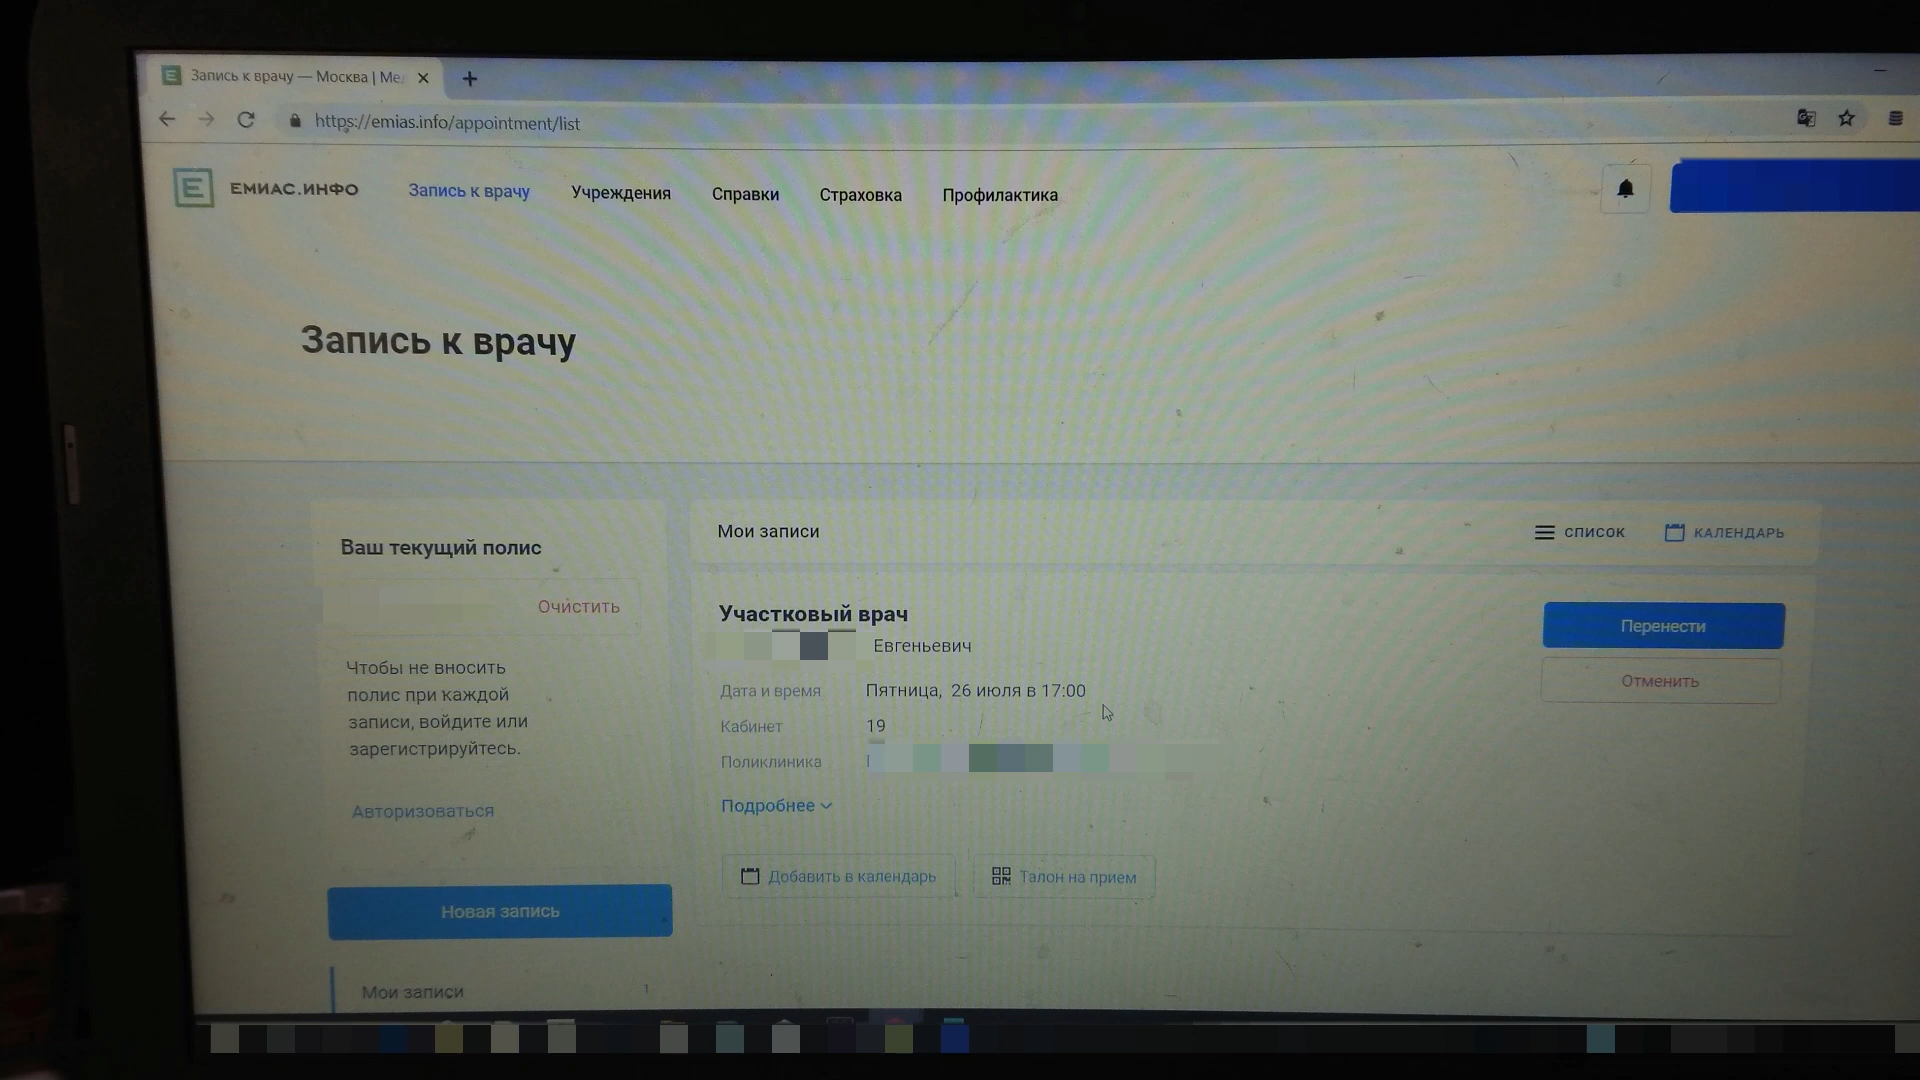 Запись к врачу — Москва | Ме
https://emias.info/appointment/list
ЕМИАС.ИНФО
Запись к врачу
Учреждения
Справки
Страховка
Профилактика
Запись к врачу
Ваш текущий полис
Очистить
Чтобы не вносить
полис при каждой
записи, войдите или
зарегистрируйтесь.
Авторизоваться
Новая запись
Мои записи 1
Мои записи
СПИСОК
КАЛЕНДАРЬ
Участковый врач
Евгеньевич
Дата и время Пятница, 26 июля в 17:00
Кабинет 19
Поликлиника
Подробнее
Добавить в календарь
Талон на прием
Перенести
Отменить